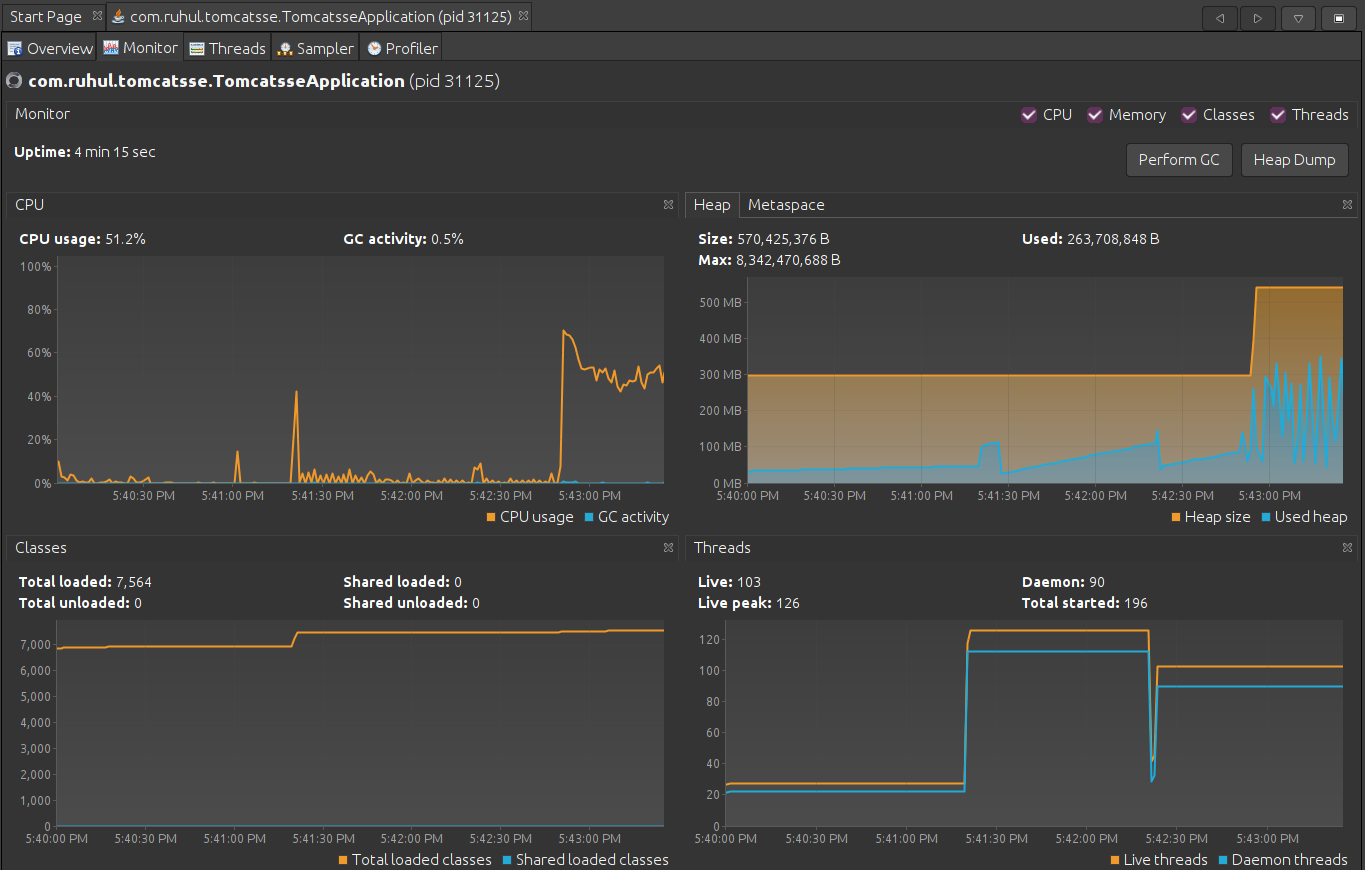 Start Page com.ruhul.tomcatsse.TomcatsseApplication (pid 31125)
Overview Monitor Threads Sampler Profiler
com.ruhul.tomcatsse.TomcatsseApplication (pid 31125)
Monitor CPU Memory Classes Threads
Uptime: 4 min 15 sec
Perform GC Heap Dump
CPU
CPU usage: 51.2% GC activity: 0.5%
100%
80%
60%
40%
20%
0%
5:40:30 PM 5:41:00 PM 5:41:30 PM 5:42:00 PM 5:42:30 PM 5:43:00 PM
CPU usage GC activity
Heap Metaspace
Size: 570,425,376 B Used: 263,708,848 B
Max: 8,342,470,688 B
500 MB
400 MB
300 MB
200 MB
100 MB
0 MB
5:40:00 PM 5:40:30 PM 5:41:00 PM 5:41:30 PM 5:42:00 PM 5:42:30 PM 5:43:00 PM
Heap size Used heap
Classes
Total loaded: 7,564 Shared loaded: 0
Total unloaded: 0 Shared unloaded: 0
7,000
6,000
5,000
4,000
3,000
2,000
1,000
0
5:40:00 PM 5:40:30 PM 5:41:00 PM 5:41:30 PM 5:42:00 PM 5:42:30 PM 5:43:00 PM
Total loaded classes Shared loaded classes
Threads
Live: 103 Daemon: 90
Live peak: 126 Total started: 196
120
100
80
60
40
20
0
5:40:00 PM 5:40:30 PM 5:41:00 PM 5:41:30 PM 5:42:00 PM 5:42:30 PM 5:43:00 PM
Live threads Daemon threads